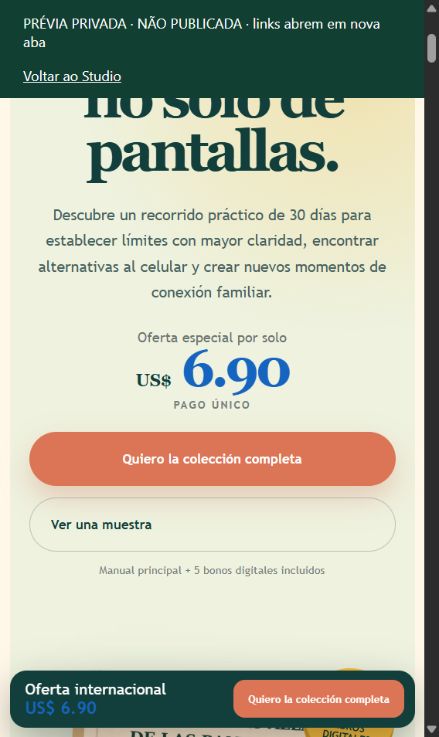 PRÉVIA PRIVADA · NÃO PUBLICADA · links abrem em nova
aba
Voltar ao Studio
no solo de
pantallas.
Descubre un recorrido práctico de 30 días para
establecer límites con mayor claridad, encontrar
alternativas al celular y crear nuevos momentos de
conexión familiar.
Oferta especial por solo
US$ 6.90
PAGO ÚNICO
Quiero la colección completa
Ver una muestra
Manual principal + 5 bonos digitales incluidos
Oferta internacional
US$ 6.90
Quiero la colección completa